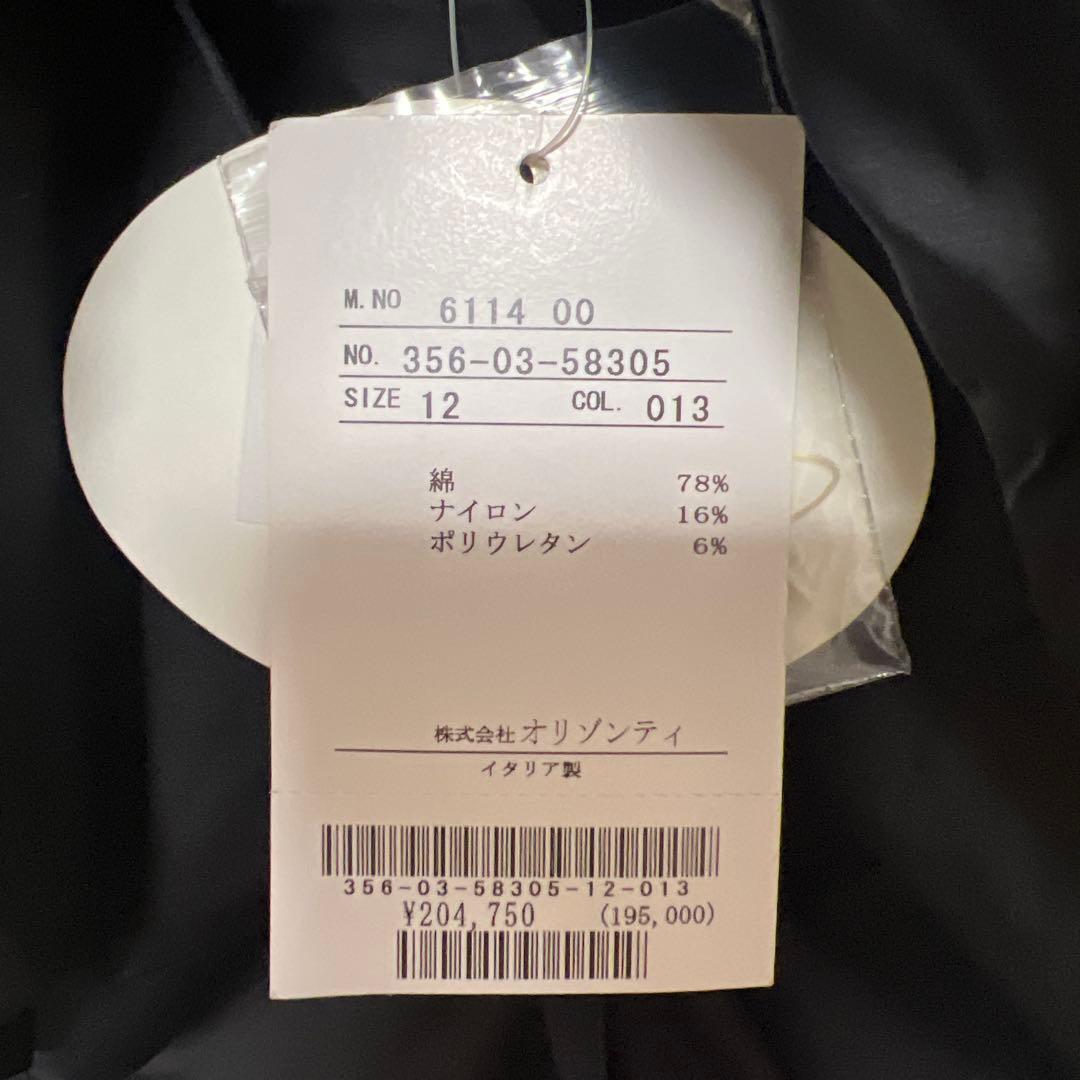 M.NO 6114 00
NO. 356-03-58305
SIZE 12 COL. 013
綿 78%
ナイロン 16%
ポリウレタン 6%
株式会社オリゾンティ
イタリア製
356-03-58305-12-013
¥204,750 (195,000)